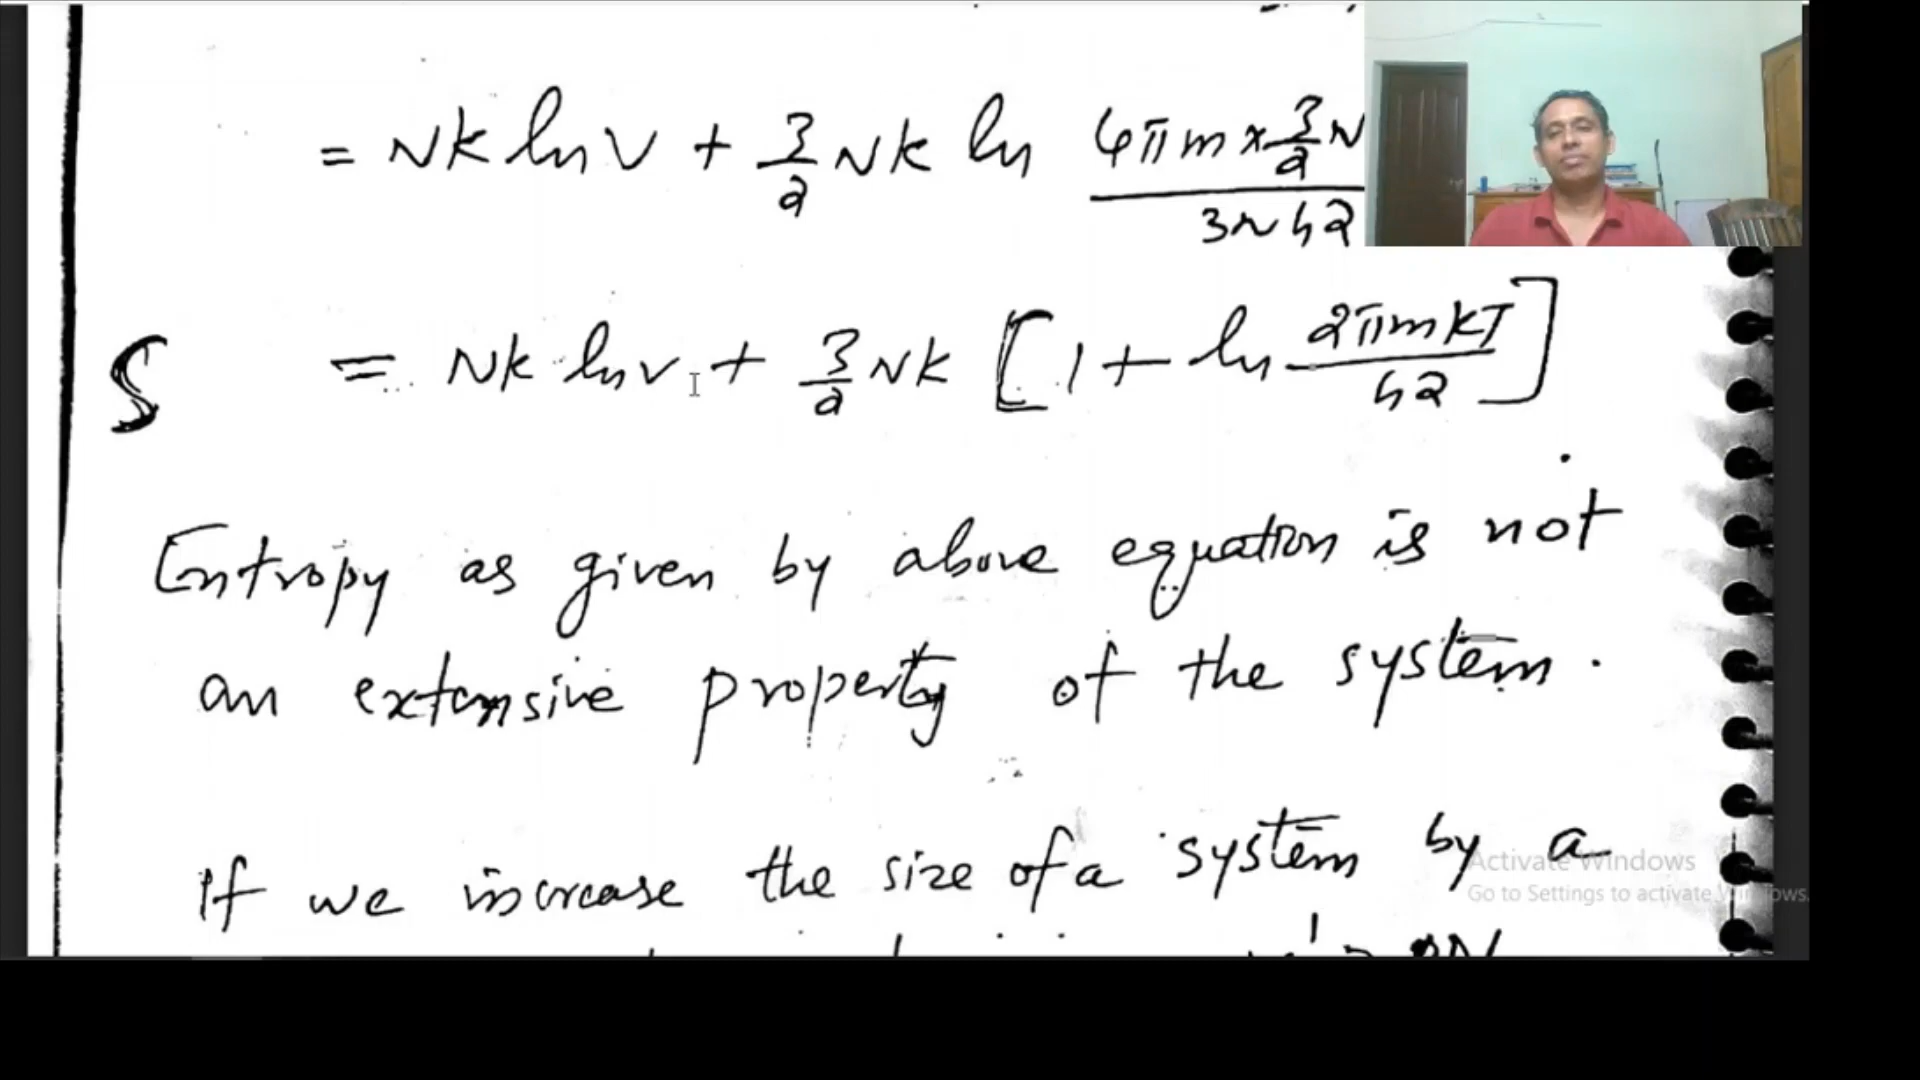 = Nk ln V + 3/2 Nk ln 4πm × 3/2 N / 3Nh2
S = Nk ln V + 3/2 Nk [1 + ln 2πmkT / h2]
Entropy as given by above equation is not
an extensive property of the system.
If we increase the size of a system by a
Activate Windows
Go to Settings to activate Windows.